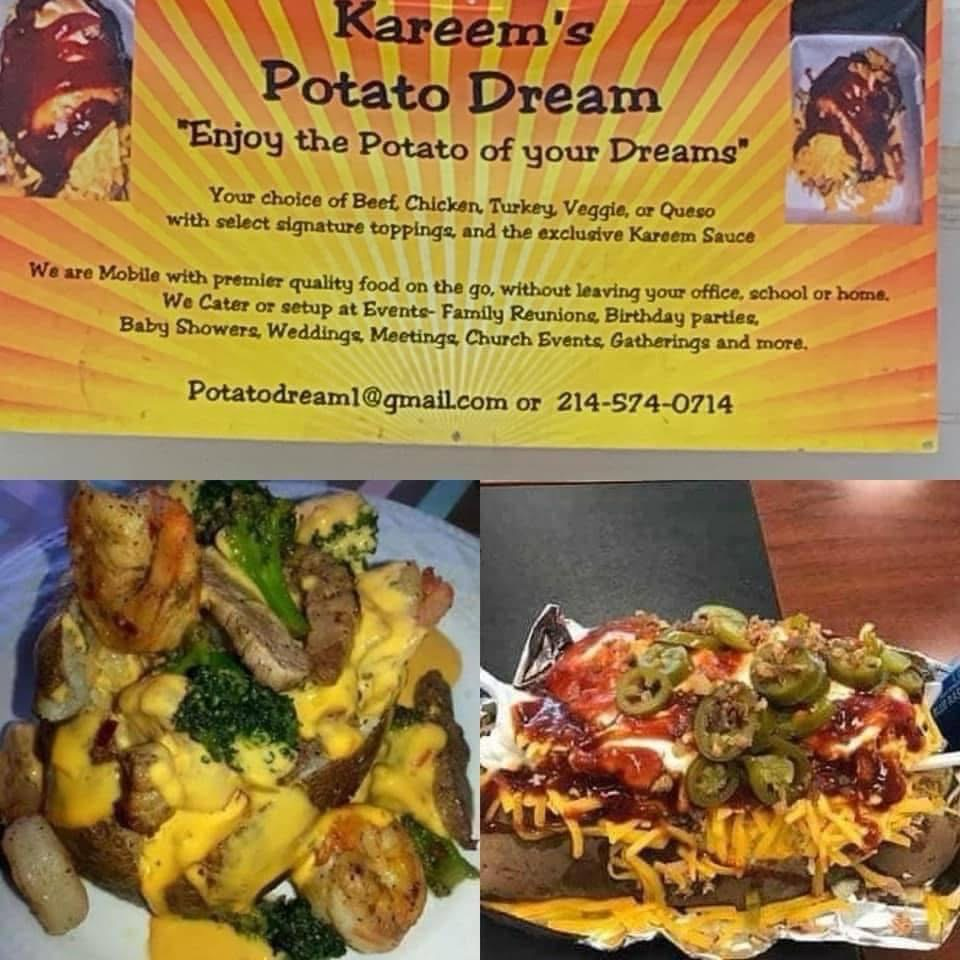 Kareem's
Potato Dream
"Enjoy the Potato of your Dreams"
Your choice of Beef, Chicken, Turkey, Veggie, or Queso
with select signature toppings, and the exclusive Kareem Sauce
We are Mobile with premier quality food on the go, without leaving your office, school or home.
We Cater or setup at Events- Family Reunions, Birthday parties,
Baby Showers, Weddings, Meetings, Church Events, Gatherings and more.
Potatodream1@gmail.com or 214-574-0714